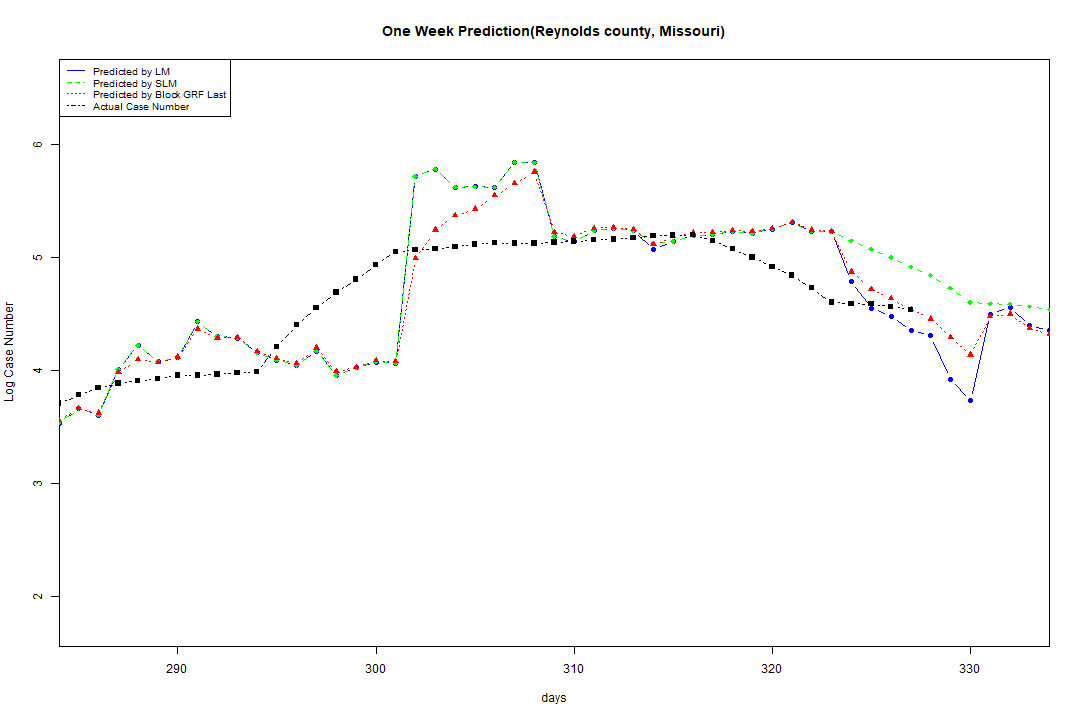 One Week Prediction(Reynolds county, Missouri)
Predicted by LM
Predicted by SLM
Predicted by Block GRF Last
Actual Case Number
6
5
4
3
2
Log Case Number
290 300 310 320 330
days